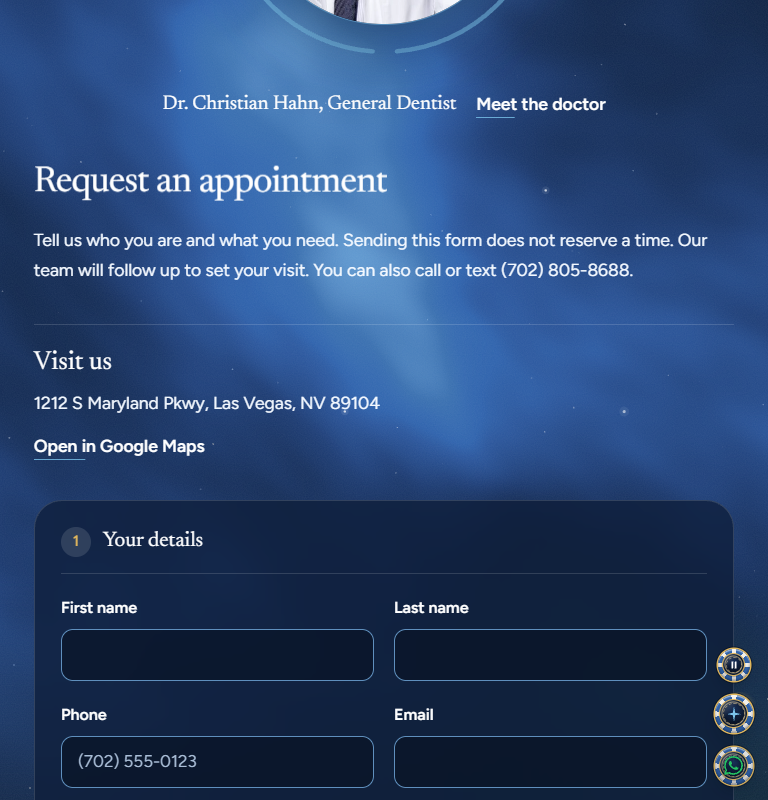 Dr. Christian Hahn, General Dentist Meet the doctor
Request an appointment
Tell us who you are and what you need. Sending this form does not reserve a time. Our
team will follow up to set your visit. You can also call or text (702) 805-8688.
Visit us
1212 S Maryland Pkwy, Las Vegas, NV 89104
Open in Google Maps
1 Your details
First name Last name
Phone Email
(702) 555-0123